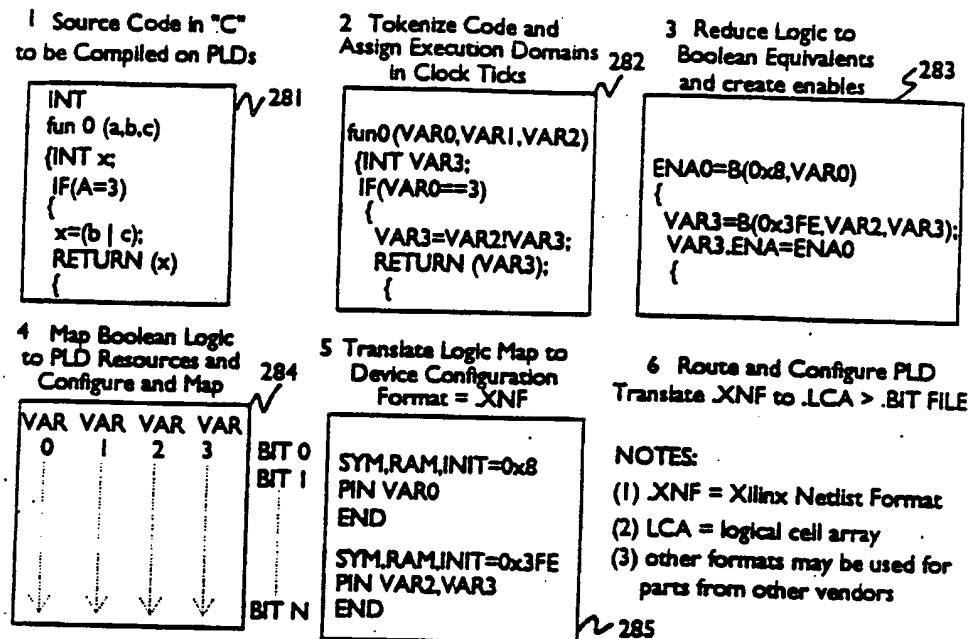 1 Source Code in "C"
to be Compiled on PLDs
281
INT
fun 0 (a,b,c)
{INT x;
IF(A=3)
{
x=(b | c);
RETURN (x)
{
2 Tokenize Code and
Assign Execution Domains
in Clock Ticks
282
fun0(VAR0,VAR1,VAR2)
{INT VAR3;
IF(VAR0==3)
{
VAR3=VAR2!VAR3;
RETURN (VAR3);
{
3 Reduce Logic to
Boolean Equivalents
and create enables
283
ENA0=B(0x8,VAR0)
{
VAR3=B(0x3FE,VAR2,VAR3);
VAR3.ENA=ENA0
{
4 Map Boolean Logic
to PLD Resources and
Configure and Map
284
VAR VAR VAR VAR
0 1 2 3
BIT 0
BIT 1
BIT N
5 Translate Logic Map to
Device Configuration
Format = .XNF
SYM,RAM,INIT=0x8
PIN VAR0
END
SYM,RAM,INIT=0x3FE
PIN VAR2,VAR3
END
285
6 Route and Configure PLD
Translate .XNF to .LCA > .BIT FILE
NOTES:
(1) .XNF = Xilinx Netlist Format
(2) LCA = logical cell array
(3) other formats may be used for
parts from other vendors